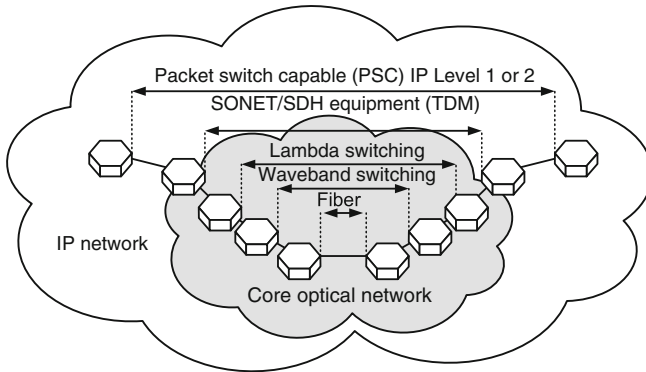 Packet switch capable (PSC) IP Level 1 or 2
SONET/SDH equipment (TDM)
Lambda switching
Waveband switching
Fiber
IP network
Core optical network